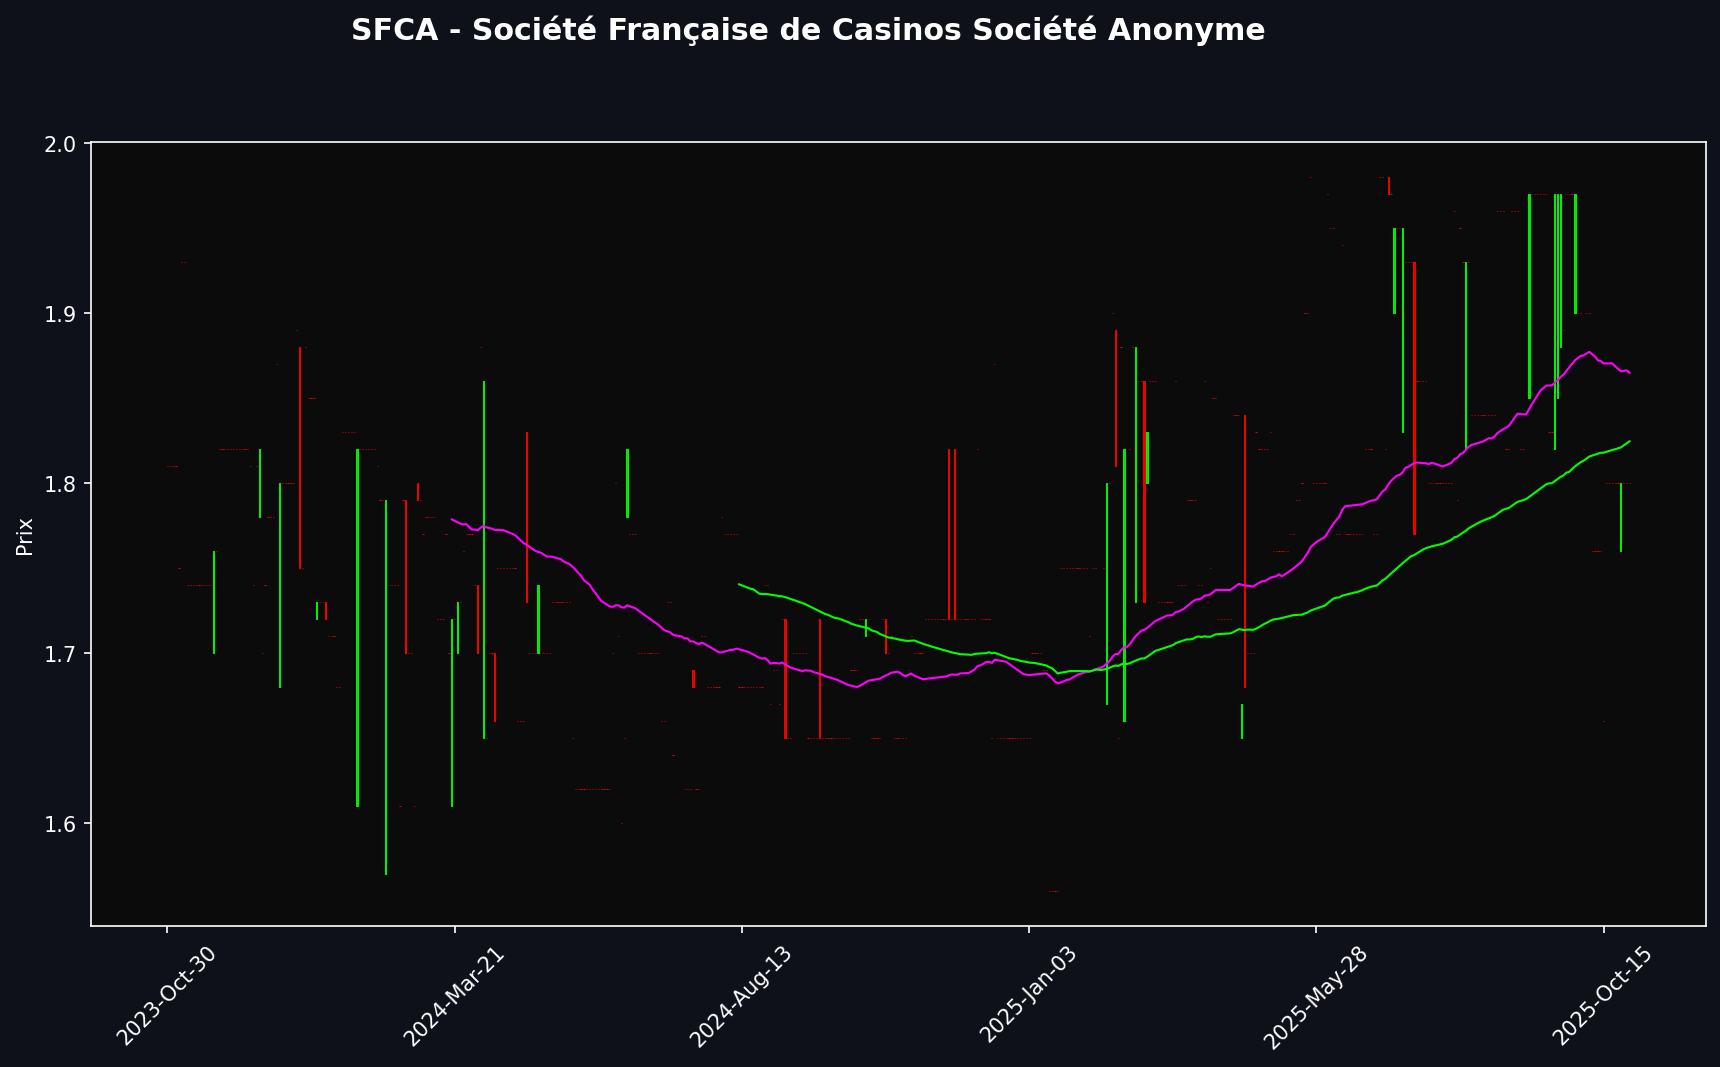 SFCA - Société Française de Casinos Société Anonyme
Prix
2.0
1.9
1.8
1.7
1.6
2023-Oct-30
2024-Mar-21
2024-Aug-13
2025-Jan-03
2025-May-28
2025-Oct-15